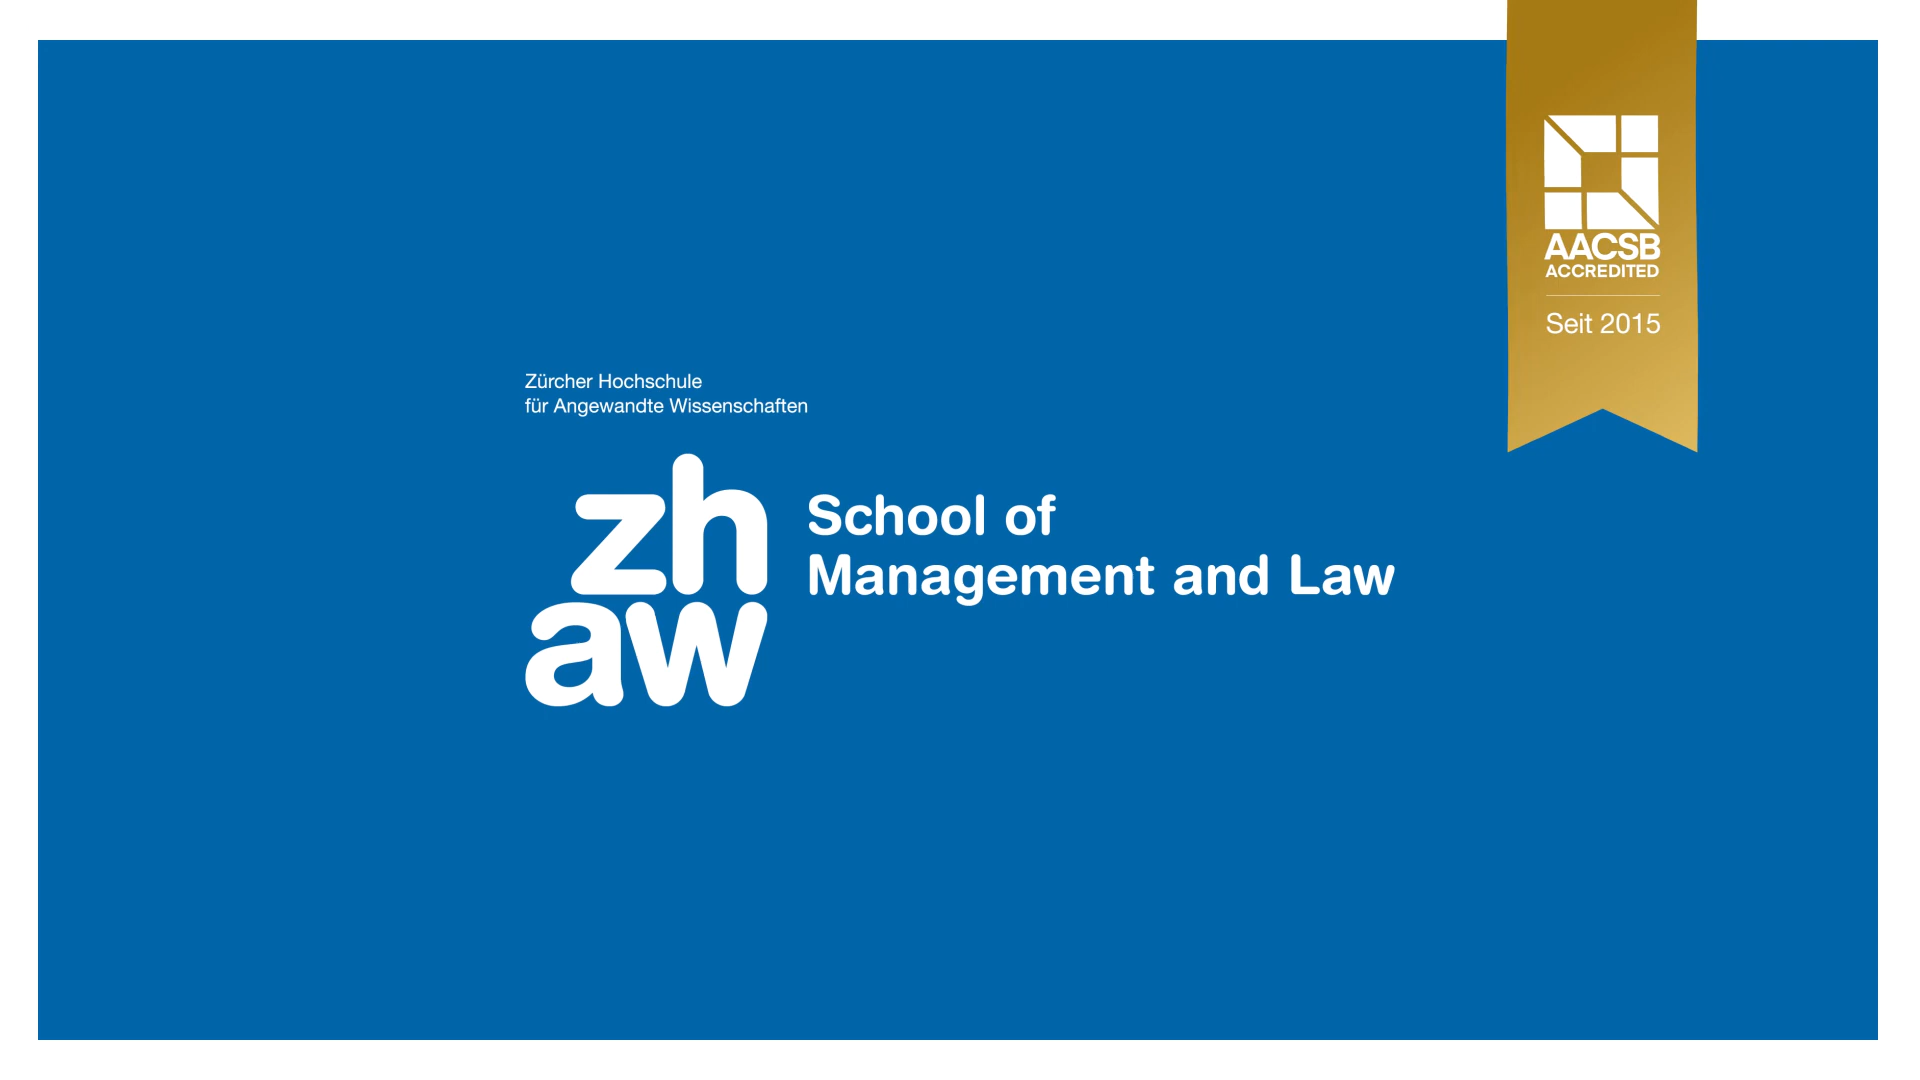 AACSB
ACCREDITED
Seit 2015
Zürcher Hochschule
für Angewandte Wissenschaften
zh
aw
School of
Management and Law